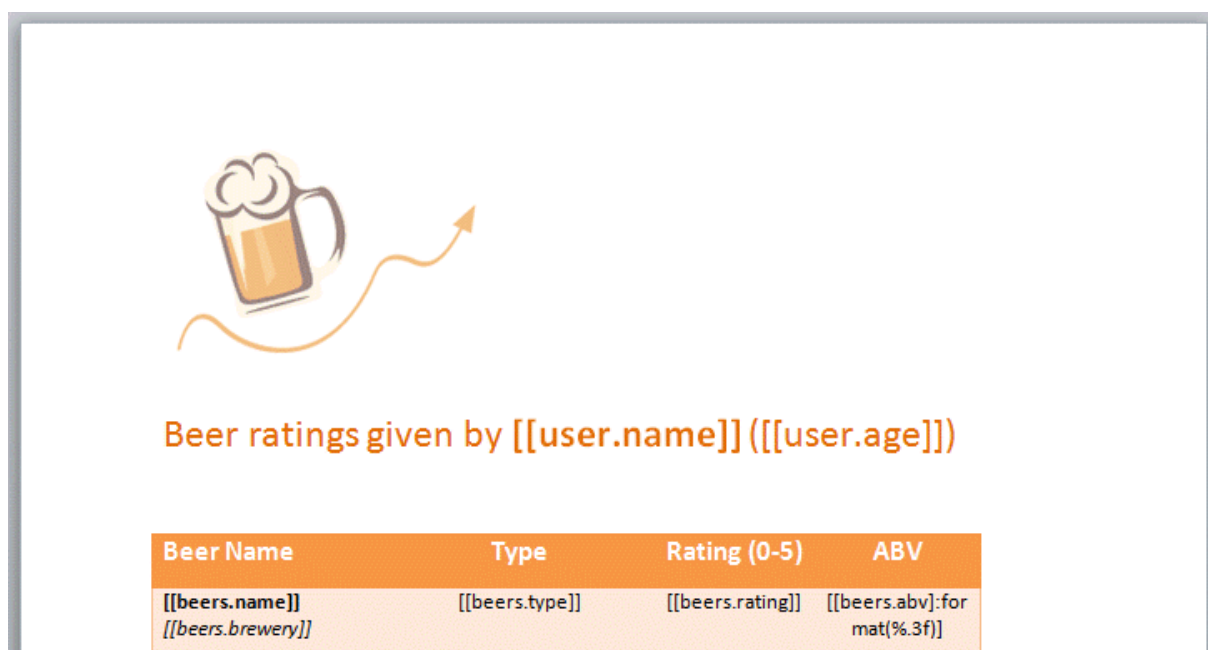 Beer ratings given by [[user.name]] ([[user.age]])
Beer Name Type Rating (0-5) ABV
[[beers.name]] [[beers.type]] [[beers.rating]] [[beers.abv]:for
[[beers.brewery]] mat(%.3f)]